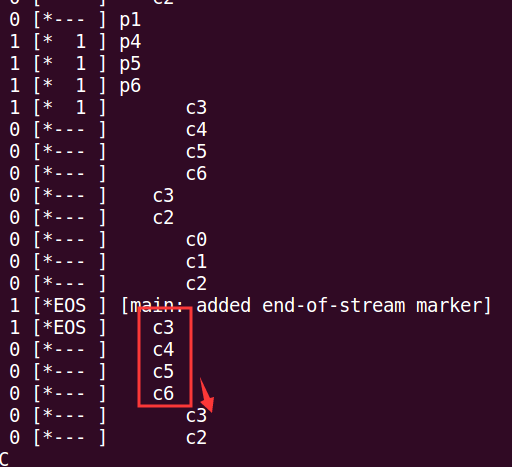 0 [*--- ]    c2
0 [*--- ] p1
1 [*  1 ] p4
1 [*  1 ] p5
1 [*  1 ] p6
1 [*  1 ]       c3
0 [*--- ]       c4
0 [*--- ]       c5
0 [*--- ]       c6
0 [*--- ]    c3
0 [*--- ]    c2
0 [*--- ]       c0
0 [*--- ]       c1
0 [*--- ]       c2
1 [*EOS ] [main: added end-of-stream marker]
1 [*EOS ]    c3
0 [*--- ]    c4
0 [*--- ]    c5
0 [*--- ]    c6
0 [*--- ]       c3
0 [*--- ]       c2
C